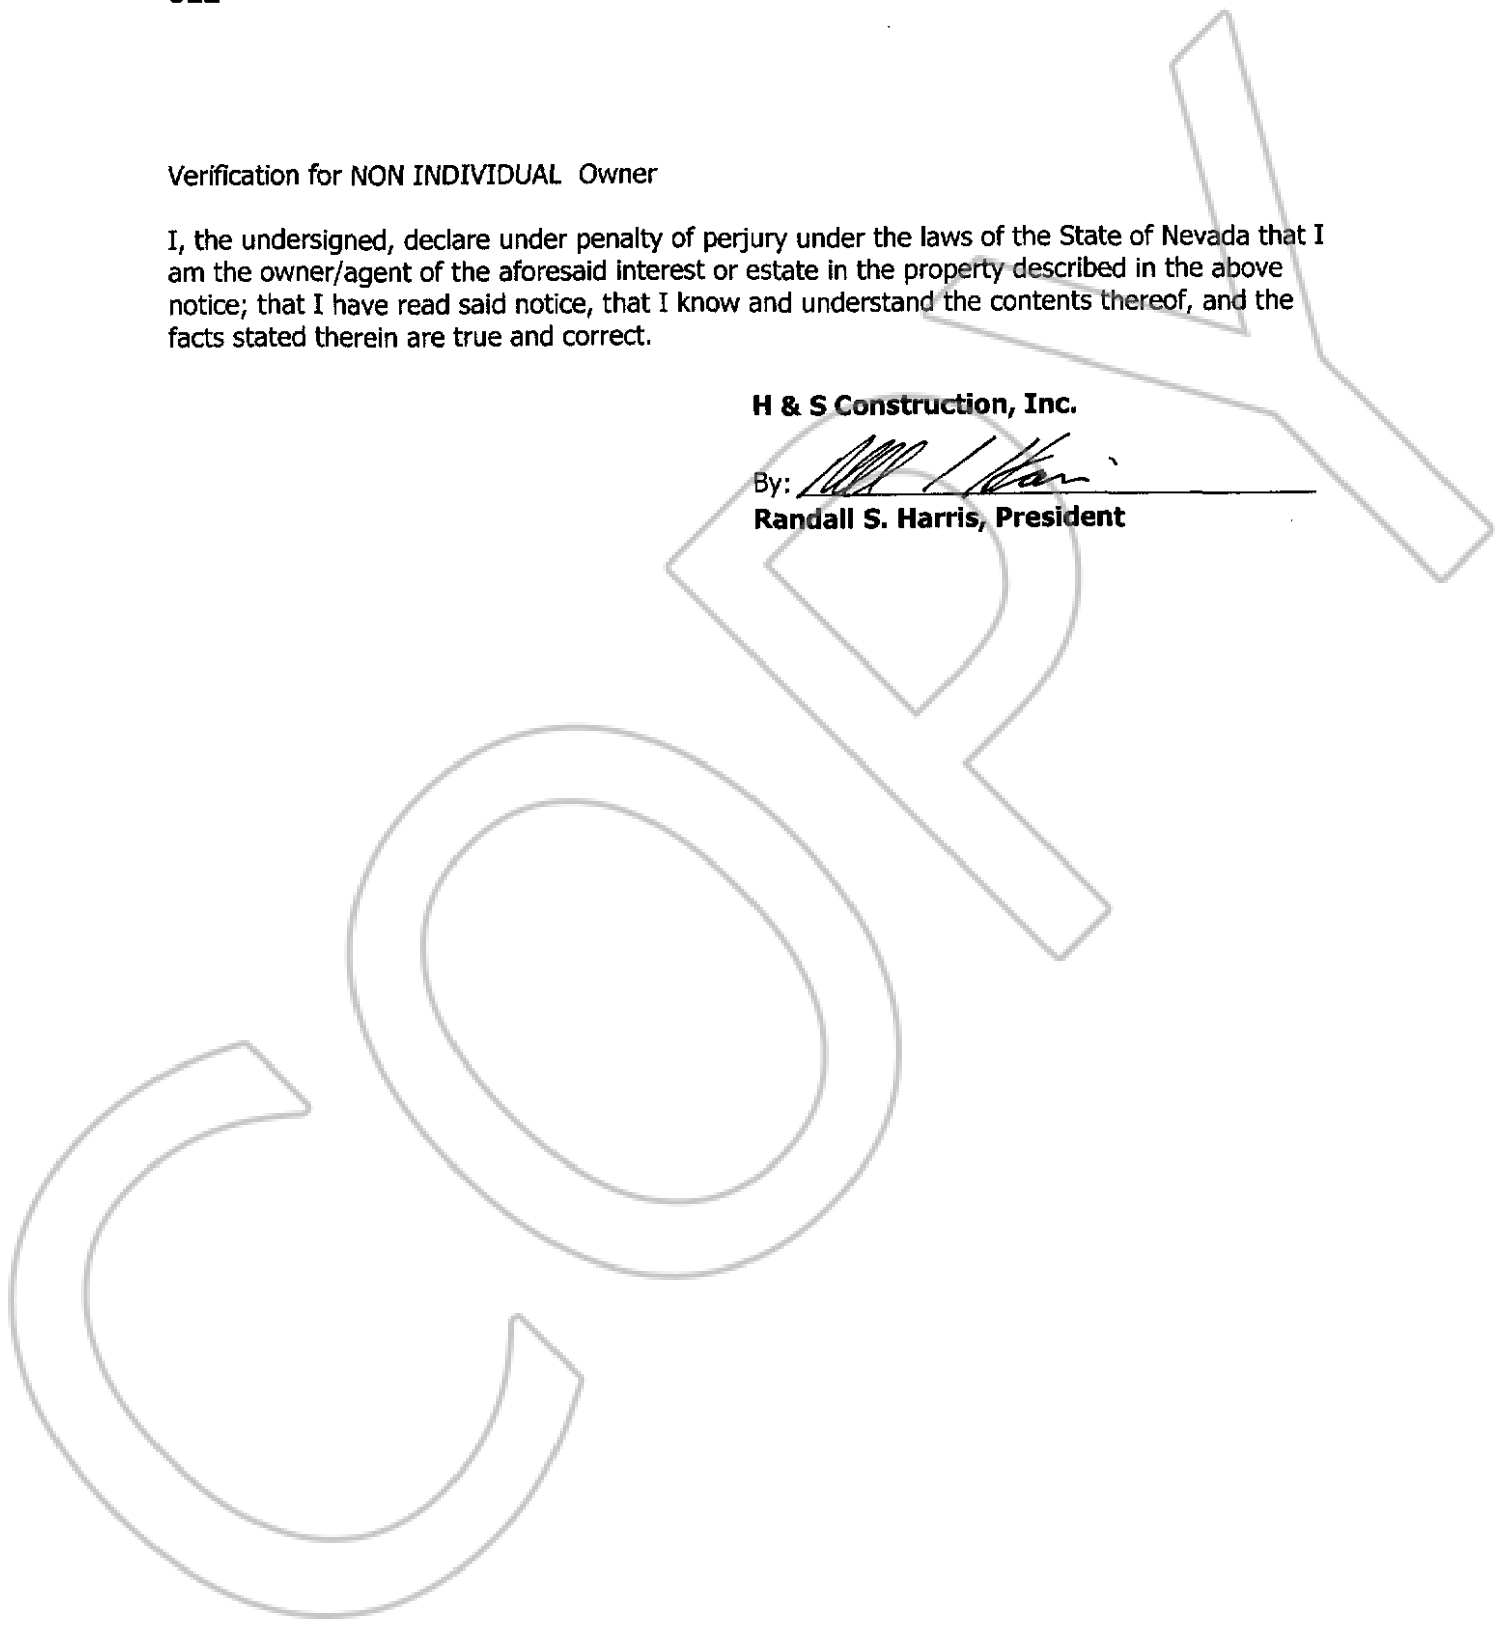 Verification for NON INDIVIDUAL Owner
I, the undersigned, declare under penalty of perjury under the laws of the State of Nevada that I
am the owner/agent of the aforesaid interest or estate in the property described in the above
notice; that I have read said notice, that I know and understand the contents thereof, and the
facts stated therein are true and correct.
H & S Construction, Inc.
By:
Randall S. Harris, President
COPY